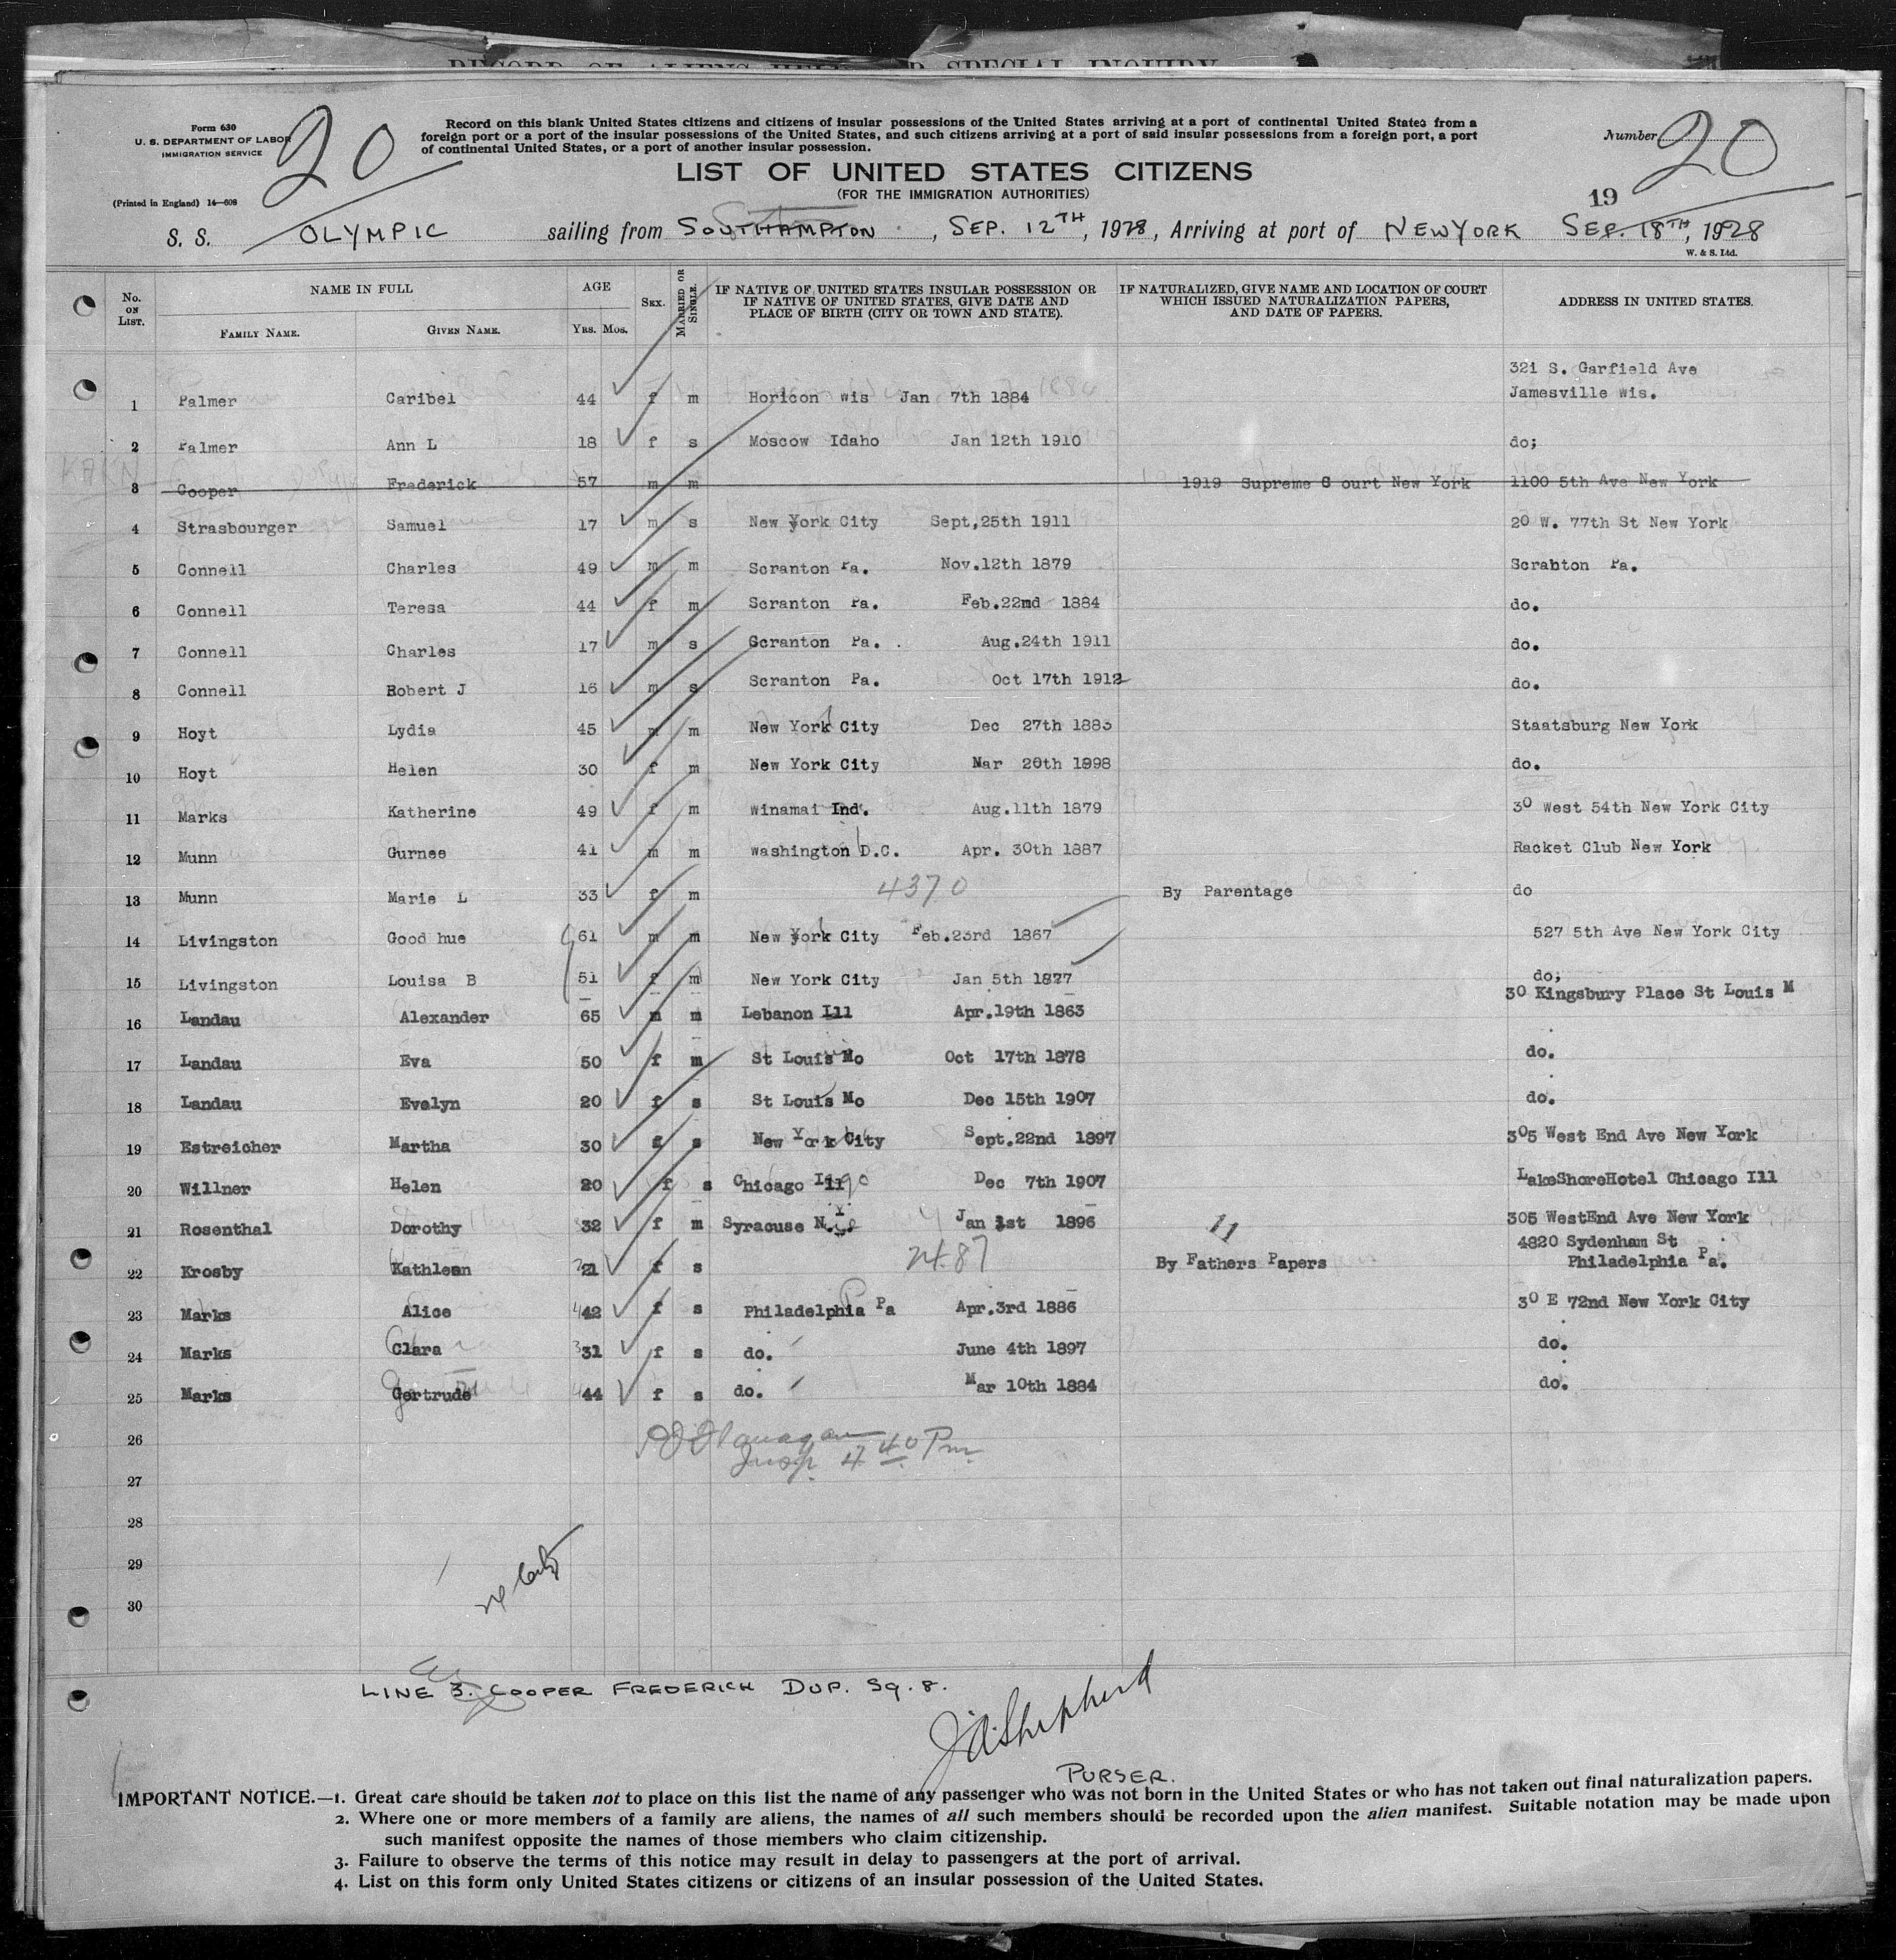 RECORD OF ALIENS HELD FOR SPECIAL INQUIRY
Form 630
U. S. DEPARTMENT OF LABOR
IMMIGRATION SERVICE
(Printed in England) 14—608
20
Record on this blank United States citizens and citizens of insular possessions of the United States arriving at a port of continental United States from a
foreign port or a port of the insular possessions of the United States, and such citizens arriving at a port of said insular possessions from a foreign port, a port
of continental United States, or a port of another insular possession.
Number 20
LIST OF UNITED STATES CITIZENS
(FOR THE IMMIGRATION AUTHORITIES)
19
S. S. OLYMPIC sailing from SOUTHAMPTON, SEP. 12TH, 1928, Arriving at port of NEWYORK SEP. 18TH, 1928
W. & S. Ltd.
No. ON LIST. NAME IN FULL AGE SEX. MARRIED OR SINGLE. IF NATIVE OF UNITED STATES INSULAR POSSESSION OR IF NATIVE OF UNITED STATES, GIVE DATE AND PLACE OF BIRTH (CITY OR TOWN AND STATE). IF NATURALIZED, GIVE NAME AND LOCATION OF COURT WHICH ISSUED NATURALIZATION PAPERS, AND DATE OF PAPERS. ADDRESS IN UNITED STATES.
FAMILY NAME. GIVEN NAME. YRS. MOS.
321 S. Garfield Ave
1 Palmer Caribel 44 f m Horicon Wis Jan 7th 1884 Jamesville Wis.
2 Palmer Ann L 18 f s Moscow Idaho Jan 12th 1910 do;
KAKN
3 Cooper Frederick 57 m m 1919 Supreme Court New York 1100 5th Ave New York
4 Strasbourger Samuel 17 m s New York City Sept,25th 1911 20 W. 77th St New York
5 Connell Charles 49 m m Scranton Pa. Nov.12th 1879 Scrabton Pa.
6 Connell Teresa 44 f m Scranton Pa. Feb.22md 1884 do.
7 Connell Charles 17 m s Gcranton Pa. . Aug.24th 1911 do.
8 Connell Robert J 16 m s Scranton Pa. Oct 17th 1912 do.
9 Hoyt Lydia 45 m New York City Dec 27th 1883 Staatsburg New York
10 Hoyt Helen 30 f m New York City Mar 20th 1898 do.
11 Marks Katherine 49 f m Winamai Ind. Aug.11th 1879 30 West 54th New York City
12 Munn Gurnee 41 m m Washington D.C. Apr. 30th 1887 Racket Club New York
13 Munn Marie L 33 f m 4370 By Parentage do
14 Livingston Good hue 61 m m New York City Feb.23rd 1867 527 5th Ave New York City
15 Livingston Louisa B 51 f m New York City Jan 5th 1877 do;
30 Kingsbury Place St Louis M
16 Landau Alexander 65 m m Lebanon Ill Apr.19th 1863 .
17 Landau Eva 50 f m St Louis Mo Oct 17th 1878 do.
18 Landau Evelyn 20 f s St Louis Mo Dec 15th 1907 do.
19 Estreicher Martha 30 f s New York City Sept.22nd 1897 305 West End Ave New York
20 Willner Helen 20 f s Chicago Ill Dec 7th 1907 LakeShoreHotel Chicago Ill
21 Rosenthal Dorothy 32 f m Syracuse N.Y. Jan 1st 1896 11 305 WestEnd Ave New York
4820 Sydenham St
22 Krosby Kathleen 21 f s 2487 By Fathers Papers Philadelphia Pa.
23 Marks Alice 42 f s Philadelphia Pa Apr.3rd 1886 30 E 72nd New York City
24 Marks Clara 31 f s do. June 4th 1897 do.
25 Marks Gertrude 44 f s do. Mar 10th 1884 do.
26
Insp. 4 40 Pm
27
28
29
30
LINE 3. COOPER FREDERICH DUP. Sg. 8.
J A Shepherd
PURSER.
IMPORTANT NOTICE.—1. Great care should be taken not to place on this list the name of any passenger who was not born in the United States or who has not taken out final naturalization papers.
2. Where one or more members of a family are aliens, the names of all such members should be recorded upon the alien manifest. Suitable notation may be made upon
such manifest opposite the names of those members who claim citizenship.
3. Failure to observe the terms of this notice may result in delay to passengers at the port of arrival.
4. List on this form only United States citizens or citizens of an insular possession of the United States.